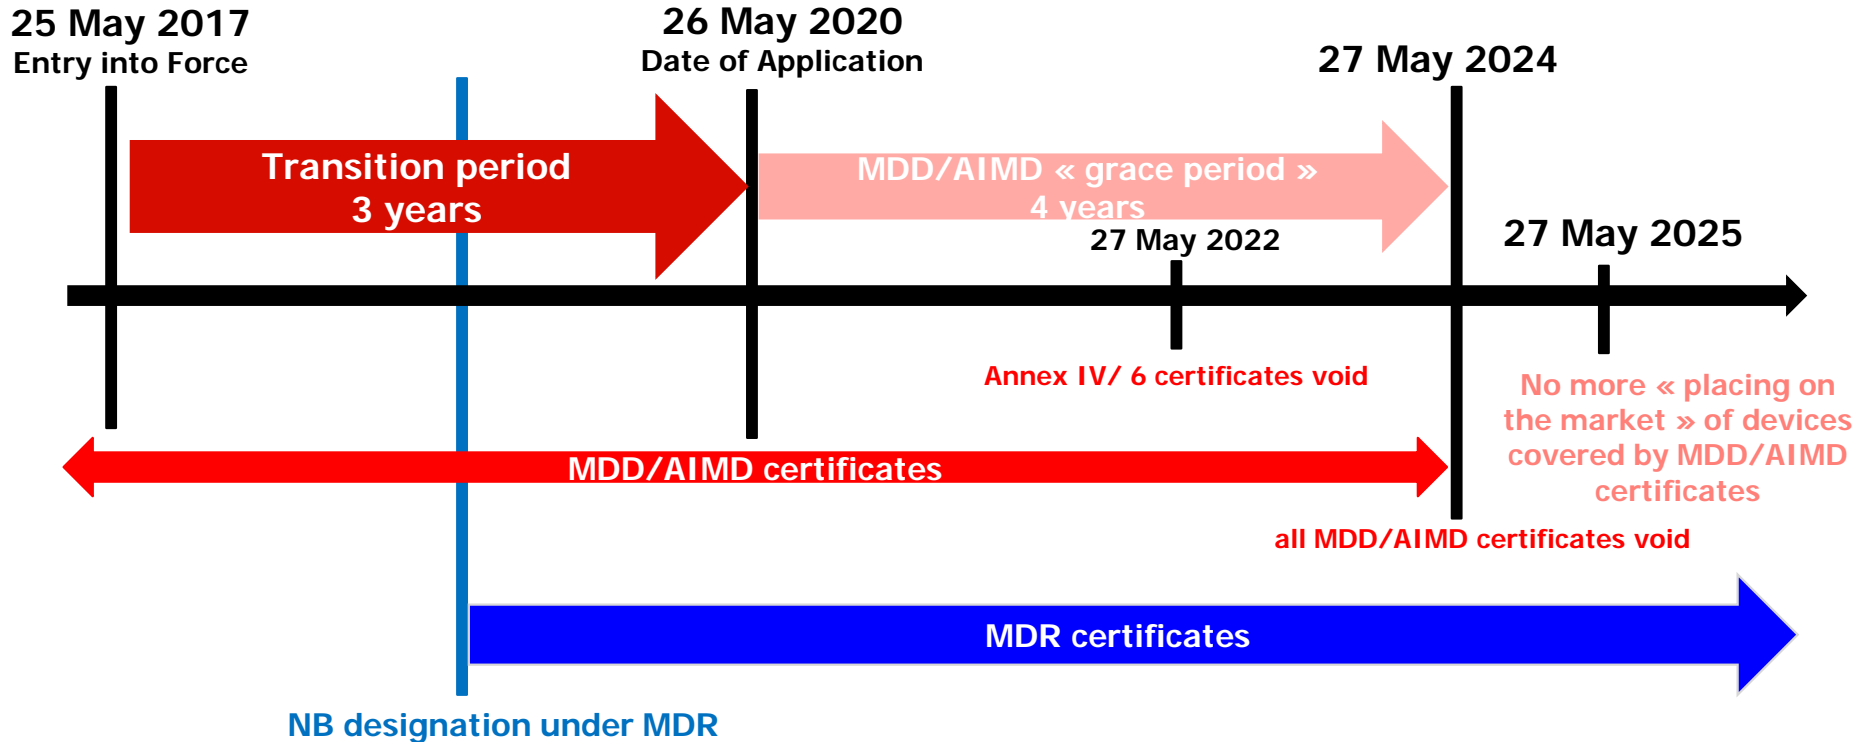 25 May 2017
Entry into Force
26 May 2020
Date of Application
27 May 2024
Transition period
3 years
MDD/AIMD « grace period »
4 years
27 May 2022
27 May 2025
Annex IV/ 6 certificates void
No more « placing on
the market » of devices
covered by MDD/AIMD
certificates
MDD/AIMD certificates
all MDD/AIMD certificates void
MDR certificates
NB designation under MDR